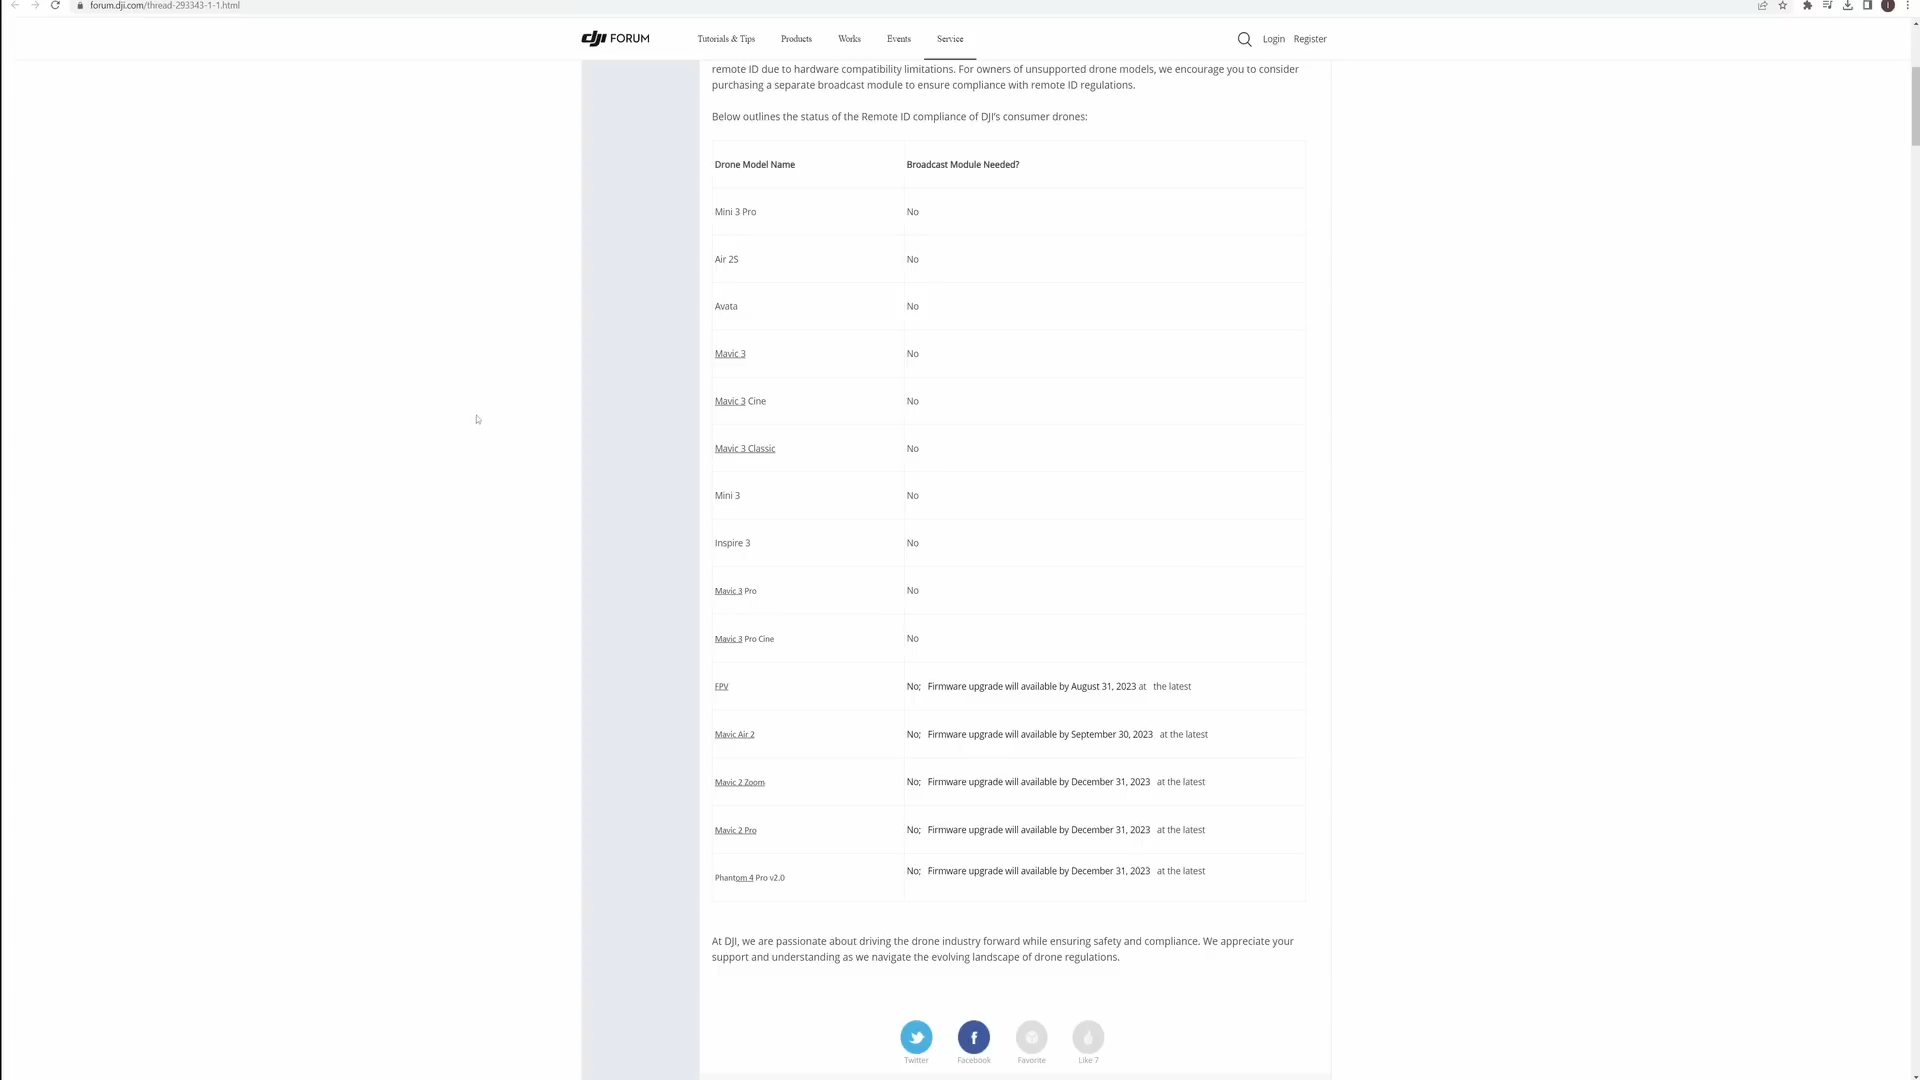 forum.dji.com/thread-293343-1-1.html
dji FORUM Tutorials & Tips Products Works Events Service Login Register
remote ID due to hardware compatibility limitations. For owners of unsupported drone models, we encourage you to consider
purchasing a separate broadcast module to ensure compliance with remote ID regulations.
Below outlines the status of the Remote ID compliance of DJI's consumer drones:
Drone Model Name Broadcast Module Needed?
Mini 3 Pro No
Air 2S No
Avata No
Mavic 3 No
Mavic 3 Cine No
Mavic 3 Classic No
Mini 3 No
Inspire 3 No
Mavic 3 Pro No
Mavic 3 Pro Cine No
FPV No; Firmware upgrade will available by August 31, 2023 at the latest
Mavic Air 2 No; Firmware upgrade will available by September 30, 2023 at the latest
Mavic 2 Zoom No; Firmware upgrade will available by December 31, 2023 at the latest
Mavic 2 Pro No; Firmware upgrade will available by December 31, 2023 at the latest
Phantom 4 Pro v2.0 No; Firmware upgrade will available by December 31, 2023 at the latest
At DJI, we are passionate about driving the drone industry forward while ensuring safety and compliance. We appreciate your
support and understanding as we navigate the evolving landscape of drone regulations.
Twitter Facebook Favorite Like 7